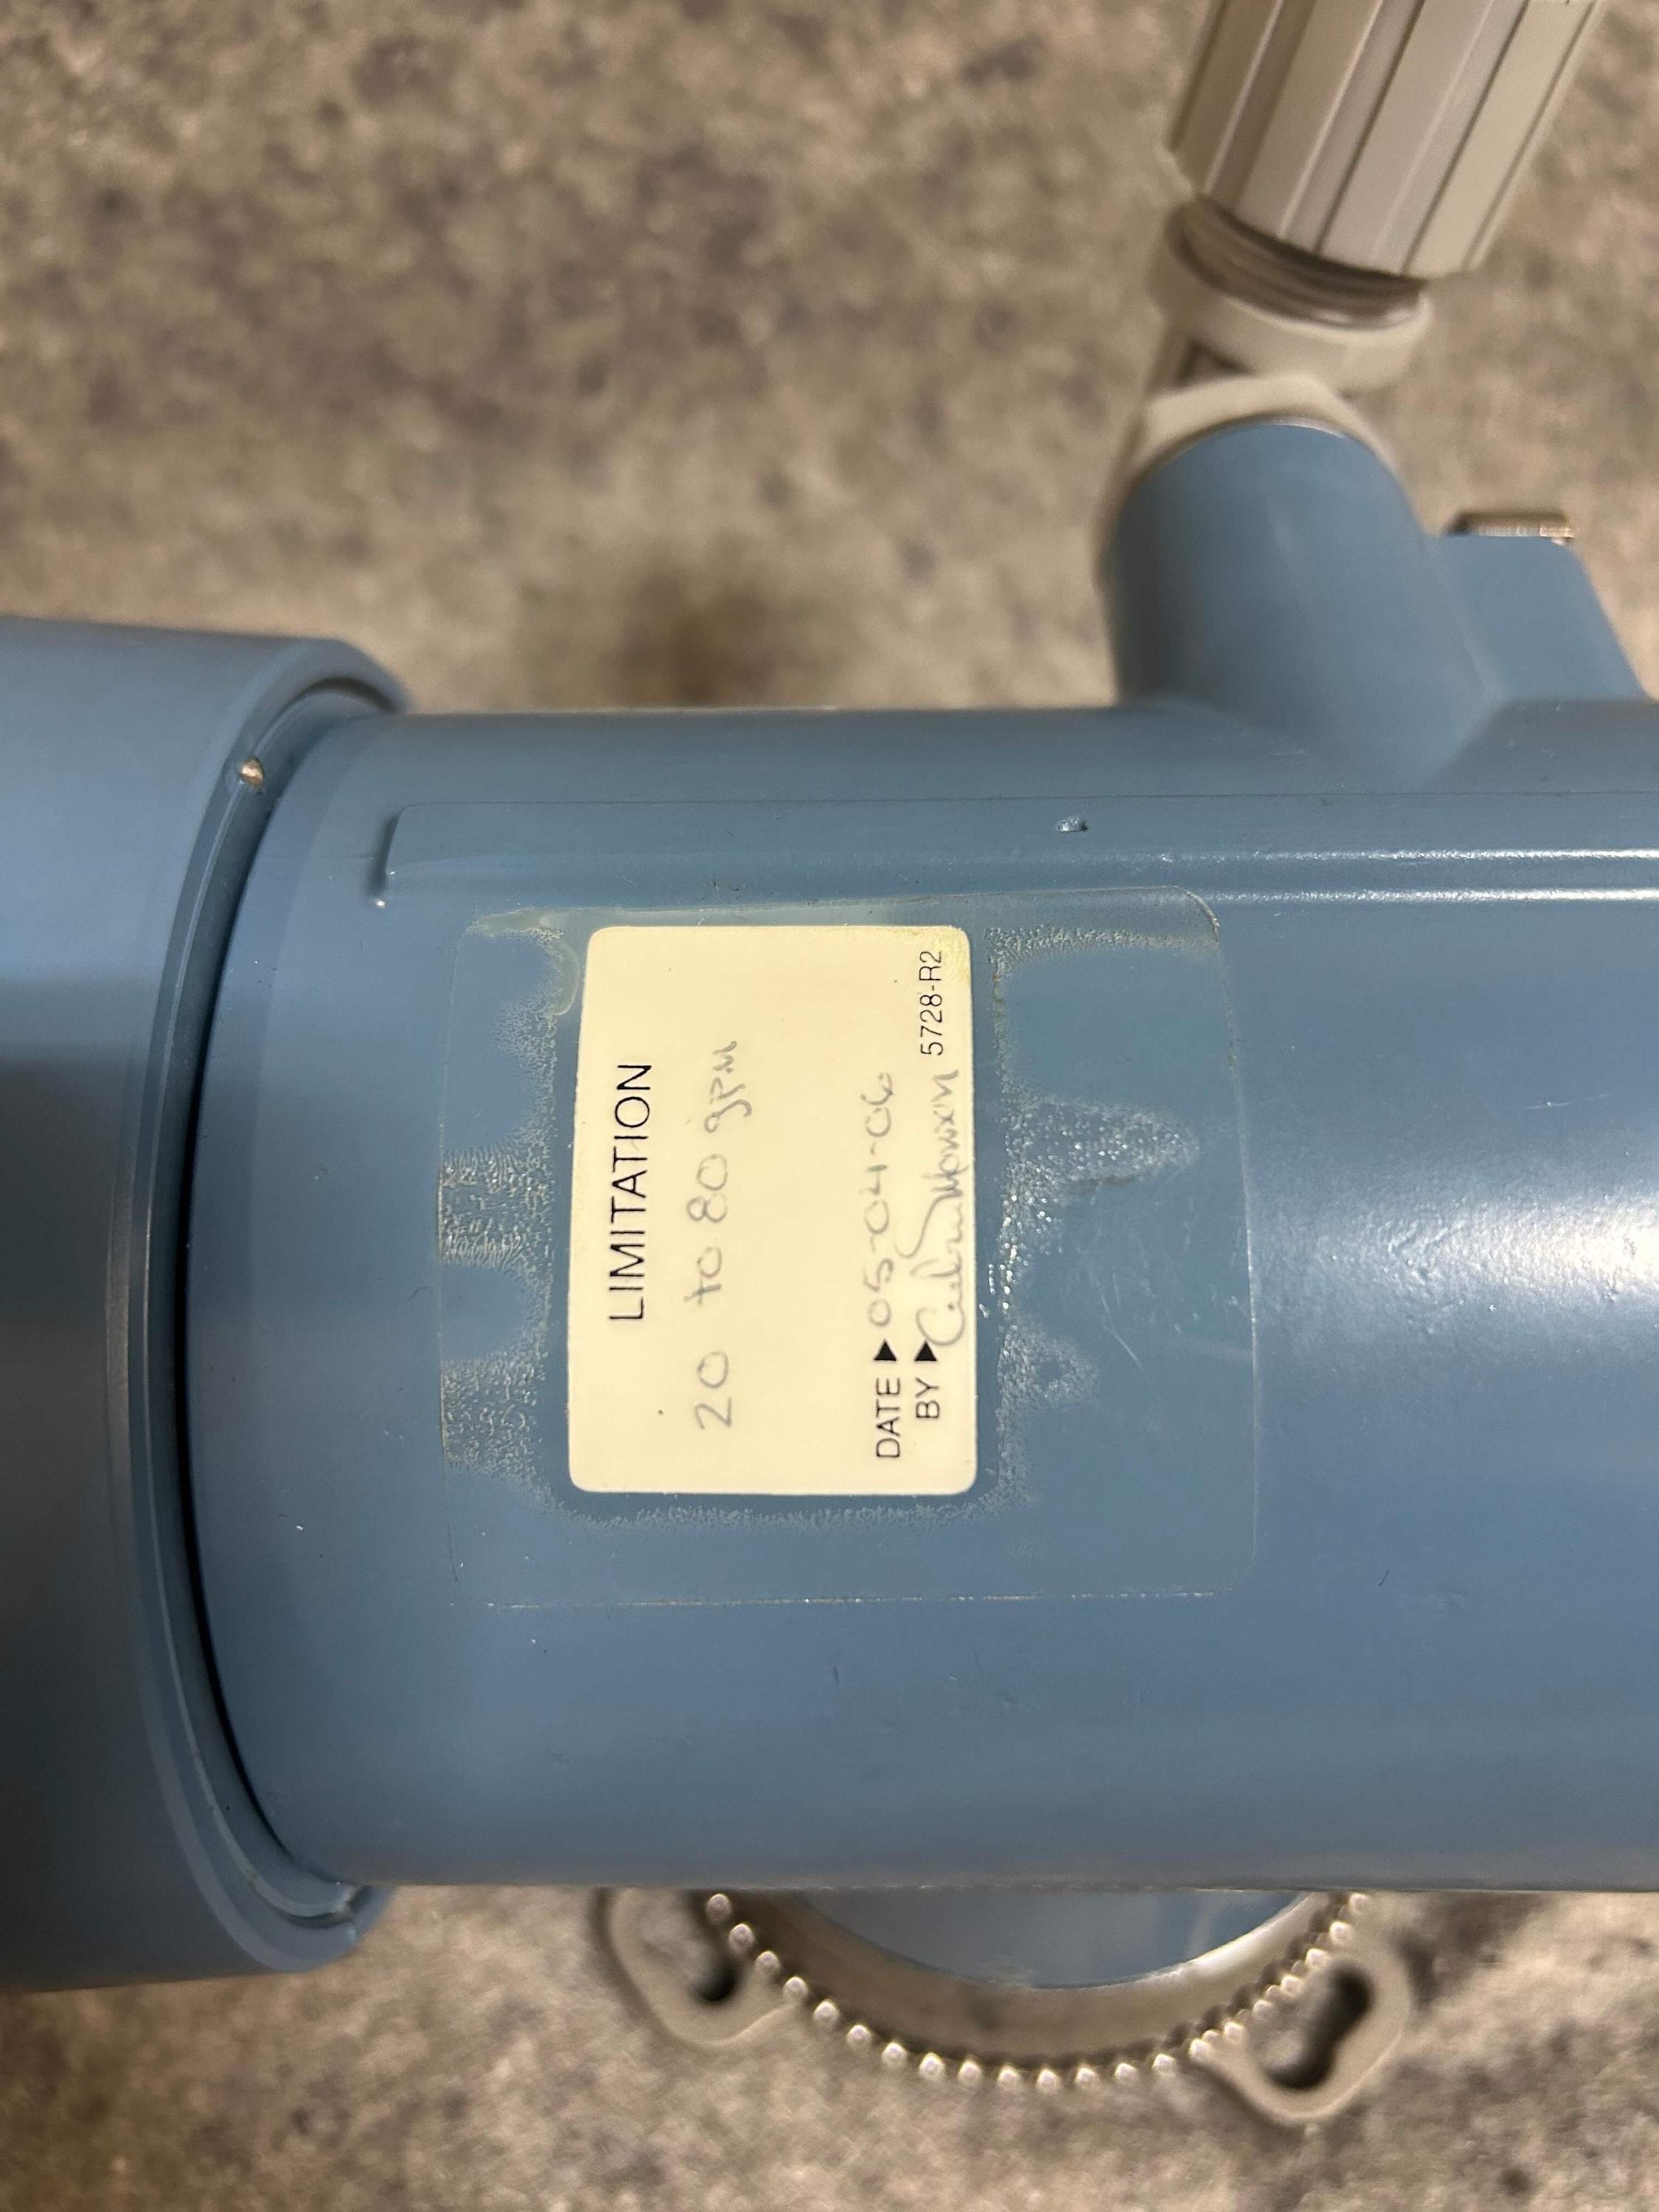 LIMITATION
20 to 80 gpm
DATE ▶ 05-04-06
BY ▶ 5728-R2